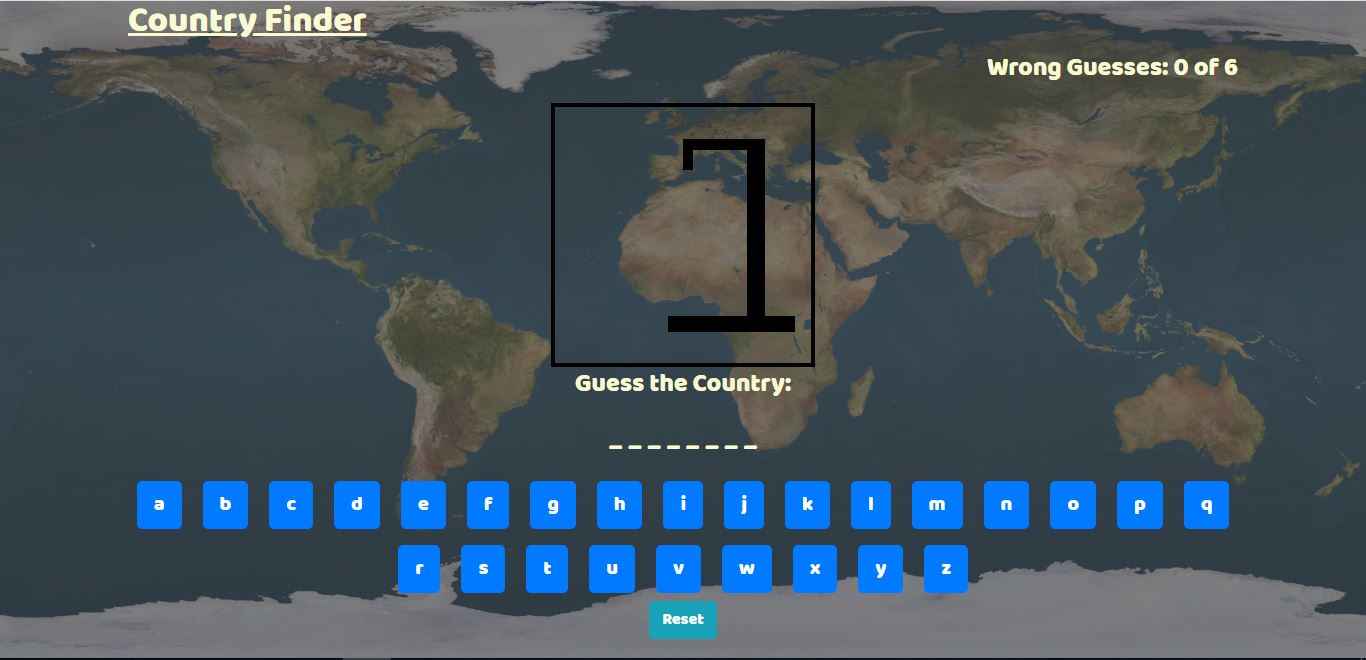 Country Finder
Wrong Guesses: 0 of 6
1
Guess the Country:
_ _ _ _ _ _ _ _
a b c d e f g h i j k l m n o p q
r s t u v w x y z
Reset